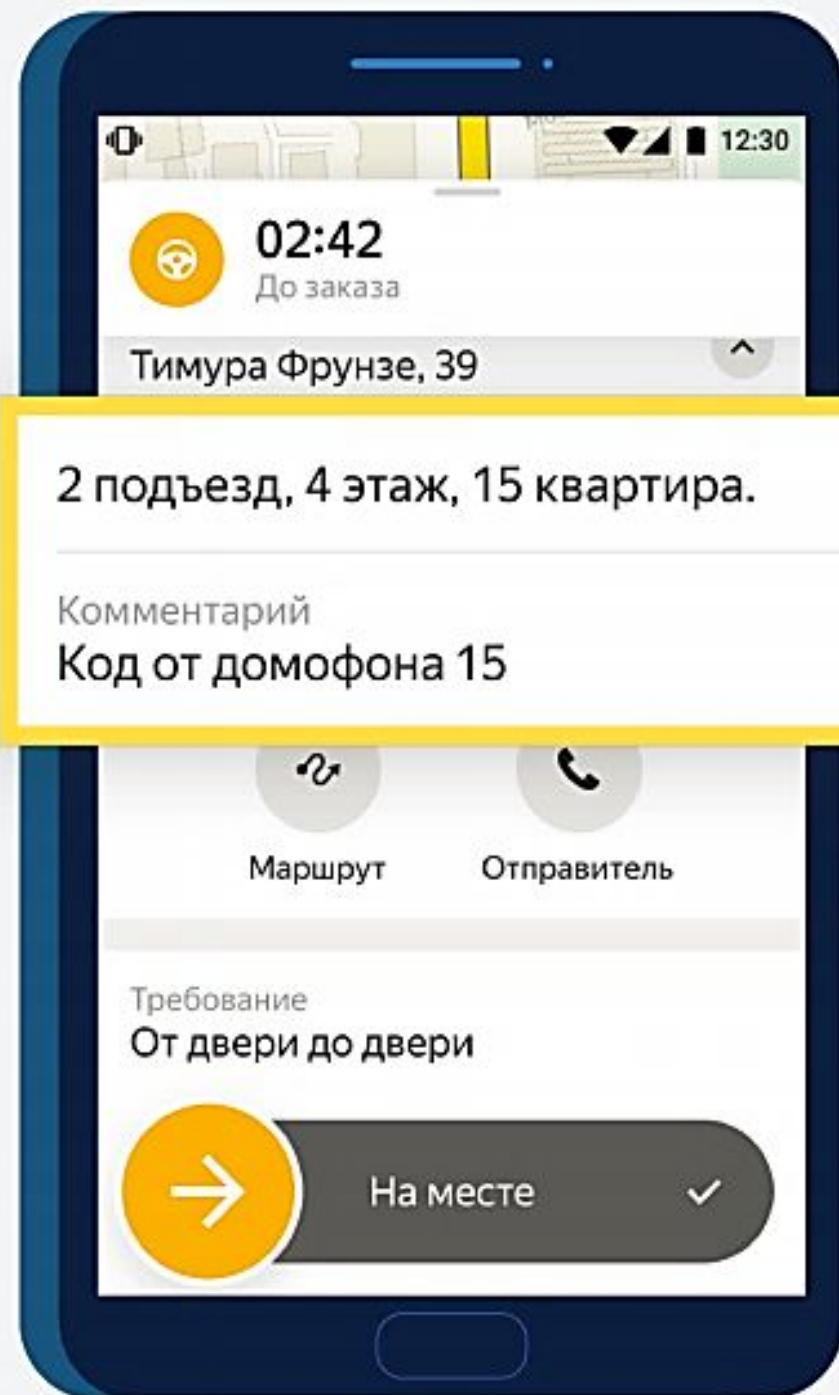 12:30
02:42
До заказа
Тимура Фрунзе, 39
2 подъезд, 4 этаж, 15 квартира.
Комментарий
Код от домофона 15
Маршрут Отправитель
Требование
От двери до двери
На месте